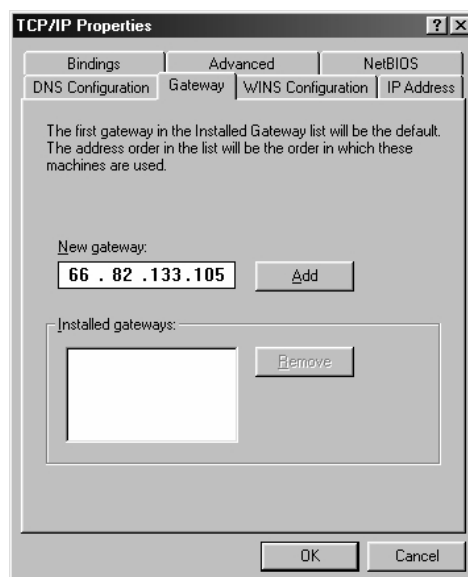 TCP/IP Properties
? X
Bindings Advanced NetBIOS
DNS Configuration Gateway WINS Configuration IP Address
The first gateway in the Installed Gateway list will be the default.
The address order in the list will be the order in which these
machines are used.
New gateway:
66 . 82 .133.105 Add
Installed gateways:
Remove
OK Cancel